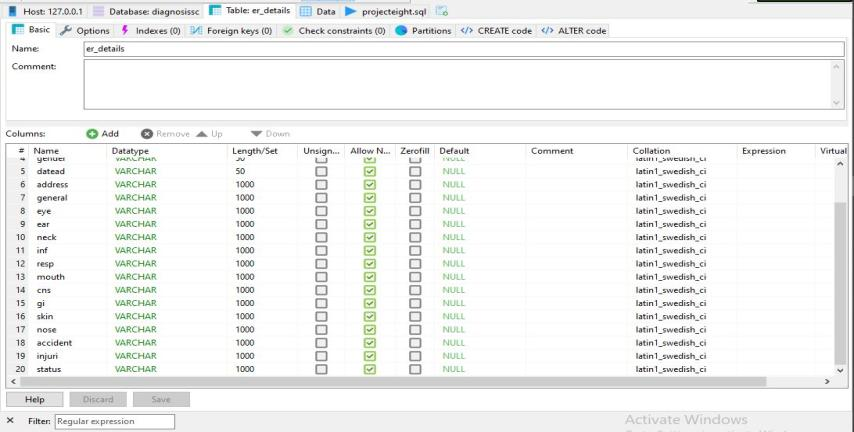 Host: 127.0.0.1 Database: diagnosissc Table: er_details Data projecteight.sql
Basic Options Indexes (0) Foreign keys (0) Check constraints (0) Partitions </> CREATE code </> ALTER code
Name: er_details
Comment:
Columns: Add Remove Up Down
# Name Datatype Length/Set Unsign... Allow N... Zerofill Default Comment Collation Expression Virtual
4 gender VARCHAR 50 NULL latin1_swedish_ci
5 datead VARCHAR 50 NULL latin1_swedish_ci
6 address VARCHAR 1000 NULL latin1_swedish_ci
7 general VARCHAR 1000 NULL latin1_swedish_ci
8 eye VARCHAR 1000 NULL latin1_swedish_ci
9 ear VARCHAR 1000 NULL latin1_swedish_ci
10 neck VARCHAR 1000 NULL latin1_swedish_ci
11 inf VARCHAR 1000 NULL latin1_swedish_ci
12 resp VARCHAR 1000 NULL latin1_swedish_ci
13 mouth VARCHAR 1000 NULL latin1_swedish_ci
14 cns VARCHAR 1000 NULL latin1_swedish_ci
15 gi VARCHAR 1000 NULL latin1_swedish_ci
16 skin VARCHAR 1000 NULL latin1_swedish_ci
17 nose VARCHAR 1000 NULL latin1_swedish_ci
18 accident VARCHAR 1000 NULL latin1_swedish_ci
19 injuri VARCHAR 1000 NULL latin1_swedish_ci
20 status VARCHAR 1000 NULL latin1_swedish_ci
Help Discard Save
Filter: Regular expression
Activate Windows